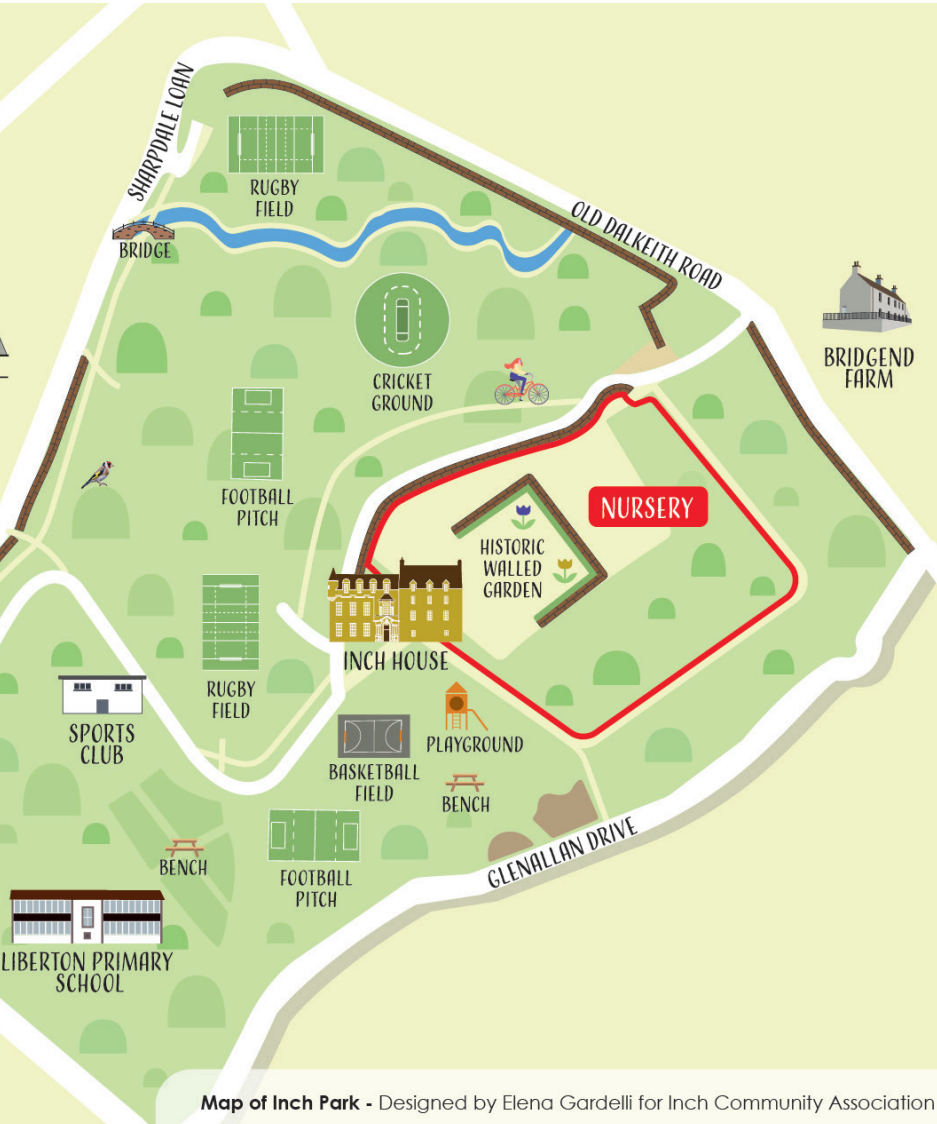 SHARPDALE LOAN
RUGBY
FIELD
OLD DALKEITH ROAD
BRIDGE
BRIDGEND
FARM
CRICKET
GROUND
FOOTBALL
PITCH
NURSERY
HISTORIC
WALLED
GARDEN
INCH HOUSE
RUGBY
FIELD
SPORTS
CLUB
PLAYGROUND
BASKETBALL
FIELD
BENCH
GLENALLAN DRIVE
BENCH
FOOTBALL
PITCH
LIBERTON PRIMARY
SCHOOL
Map of Inch Park - Designed by Elena Gardelli for Inch Community Association